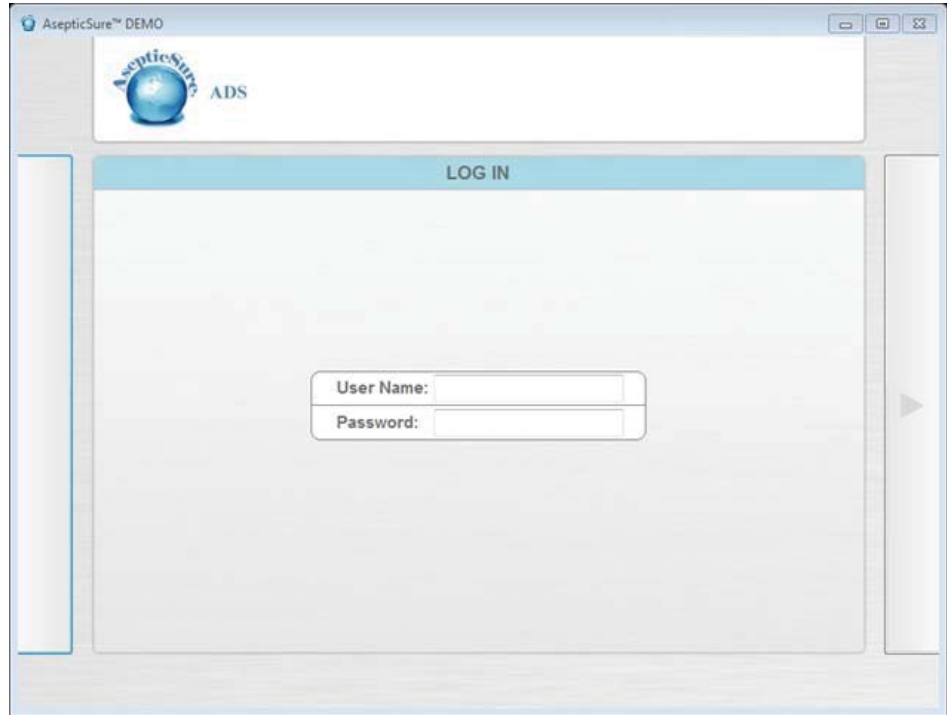 AsepticSure™ DEMO
AsepticSure
ADS
LOG IN
User Name:
Password: